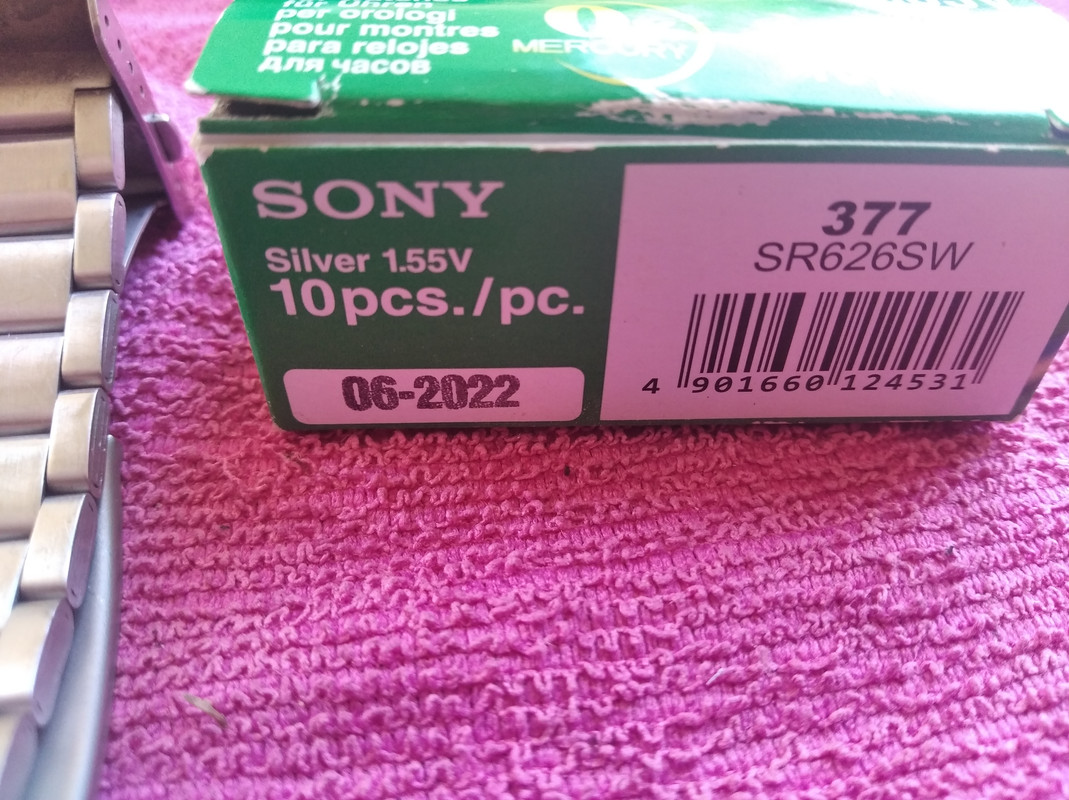 per orologi
pour montres
para relojes
для часов
0%
MERCURY
SONY
Silver 1.55V
10pcs./pc.
06-2022
377
SR626SW
4 901660 124531